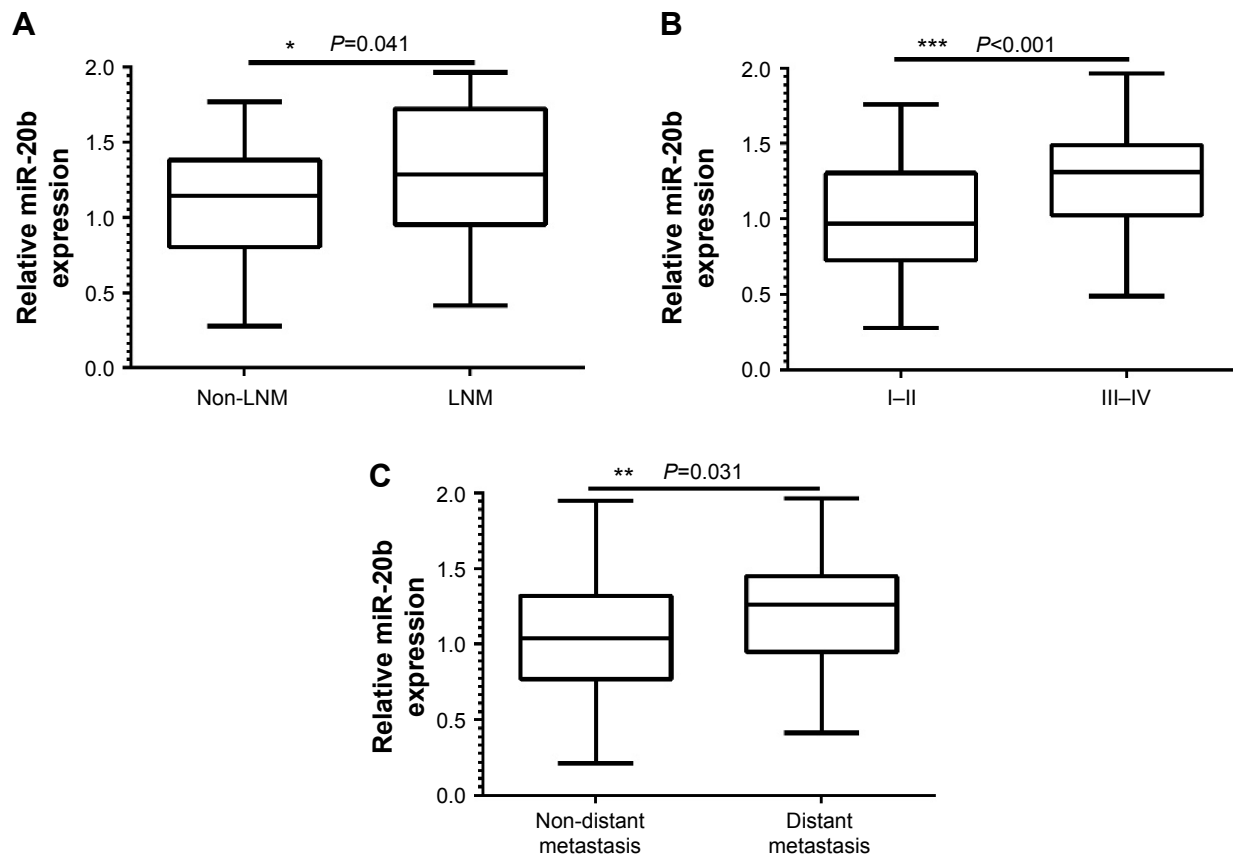 A
* P=0.041
Relative miR-20b
expression
2.0
1.5
1.0
0.5
0.0
Non-LNM LNM
B
*** P<0.001
Relative miR-20b
expression
2.0
1.5
1.0
0.5
0.0
I–II III–IV
C
** P=0.031
Relative miR-20b
expression
2.0
1.5
1.0
0.5
0.0
Non-distant
metastasis
Distant
metastasis